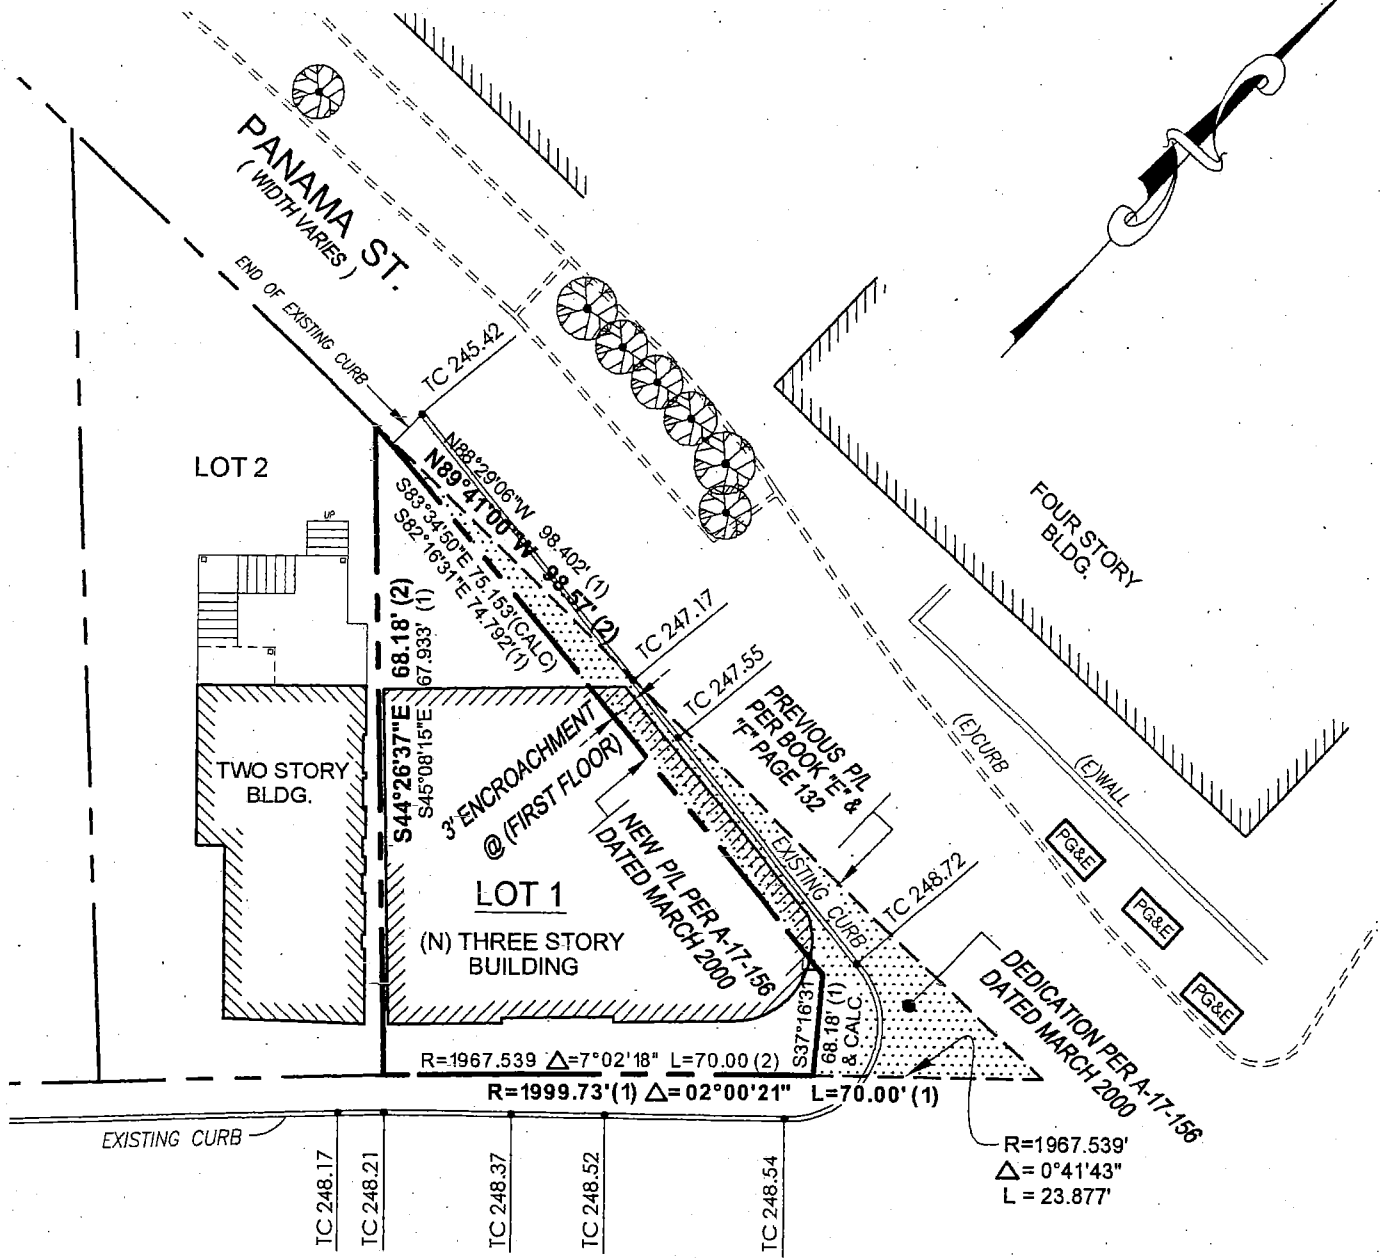 PANAMA ST.
( WIDTH VARIES )
END OF EXISTING CURB
TC 245.42
LOT 2
UP
N88°29'06"W 98.402' (1)
N89°41'00"W 98.57' (2)
S83°34'50"E 75.153'(CALC)
S82°16'31"E 74.792'(1)
FOUR STORY
BLDG.
TC 247.17
TC 247.55
S44°26'37"E 68.18' (2)
S45°08'15"E 67.933' (1)
PREVIOUS P/L
PER BOOK "E" &
"F" PAGE 132
(E)CURB
(E)WALL
TWO STORY
BLDG.
3' ENCROACHMENT
@ (FIRST FLOOR)
NEW P/L PER A-17-156
DATED MARCH 2000
EXISTING CURB
TC 248.72
PG&E
PG&E
PG&E
LOT 1
(N) THREE STORY
BUILDING
S37°16'31"
68.18' (1)
& CALC.
DEDICATION PER A-17-156
DATED MARCH 2000
R=1967.539 Δ=7°02'18" L=70.00 (2)
R=1999.73'(1) Δ=02°00'21" L=70.00' (1)
EXISTING CURB
R=1967.539'
Δ= 0°41'43"
L = 23.877'
TC 248.17
TC 248.21
TC 248.37
TC 248.52
TC 248.54